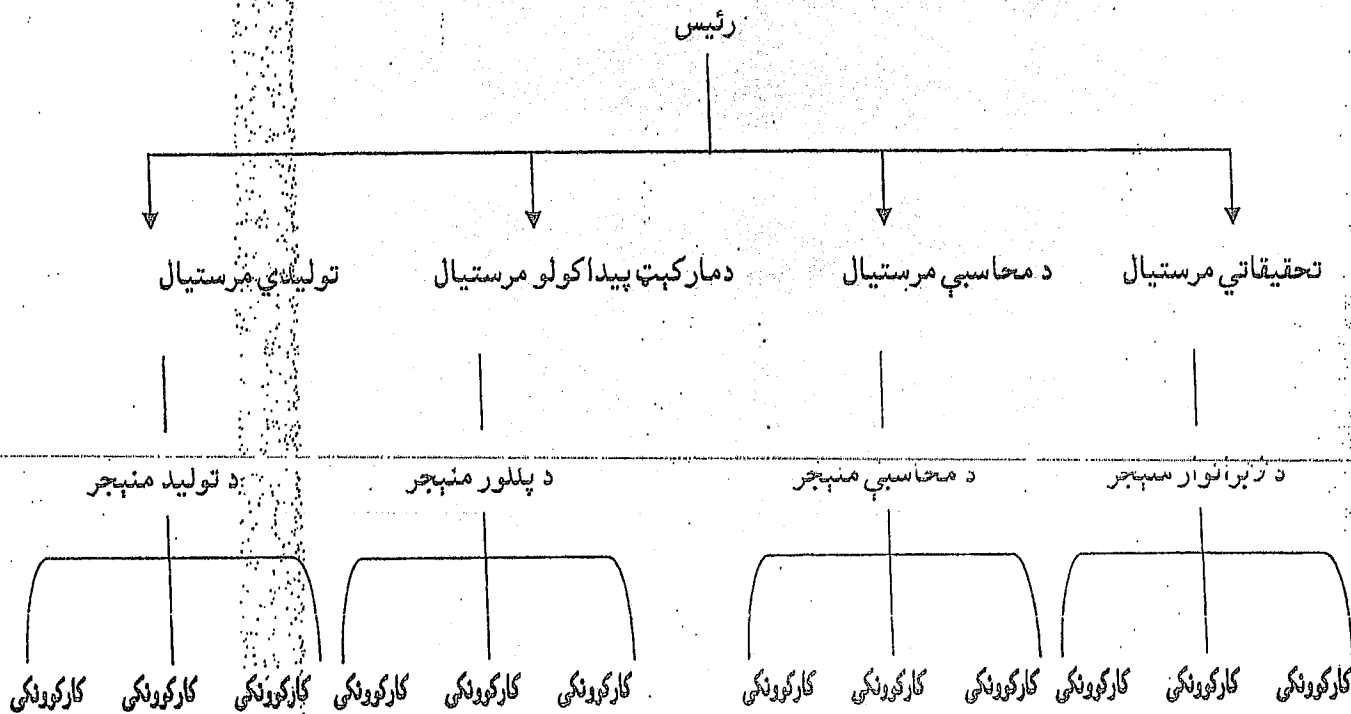 رئیس
تحقیقاتي مرستیال د محاسبې مرستیال دمارکېټ پیداکولو مرستیال تولیدي مرستیال
د منېجر د محاسبې منېجر د پللور منېجر د تولید منېجر
کارکوونکی کارکوونکی کارکوونکی کارکوونکی کارکوونکی کارکوونکی کارکوونکی کارکوونکی کارکوونکی کارکوونکی کارکوونکی کارکوونکی